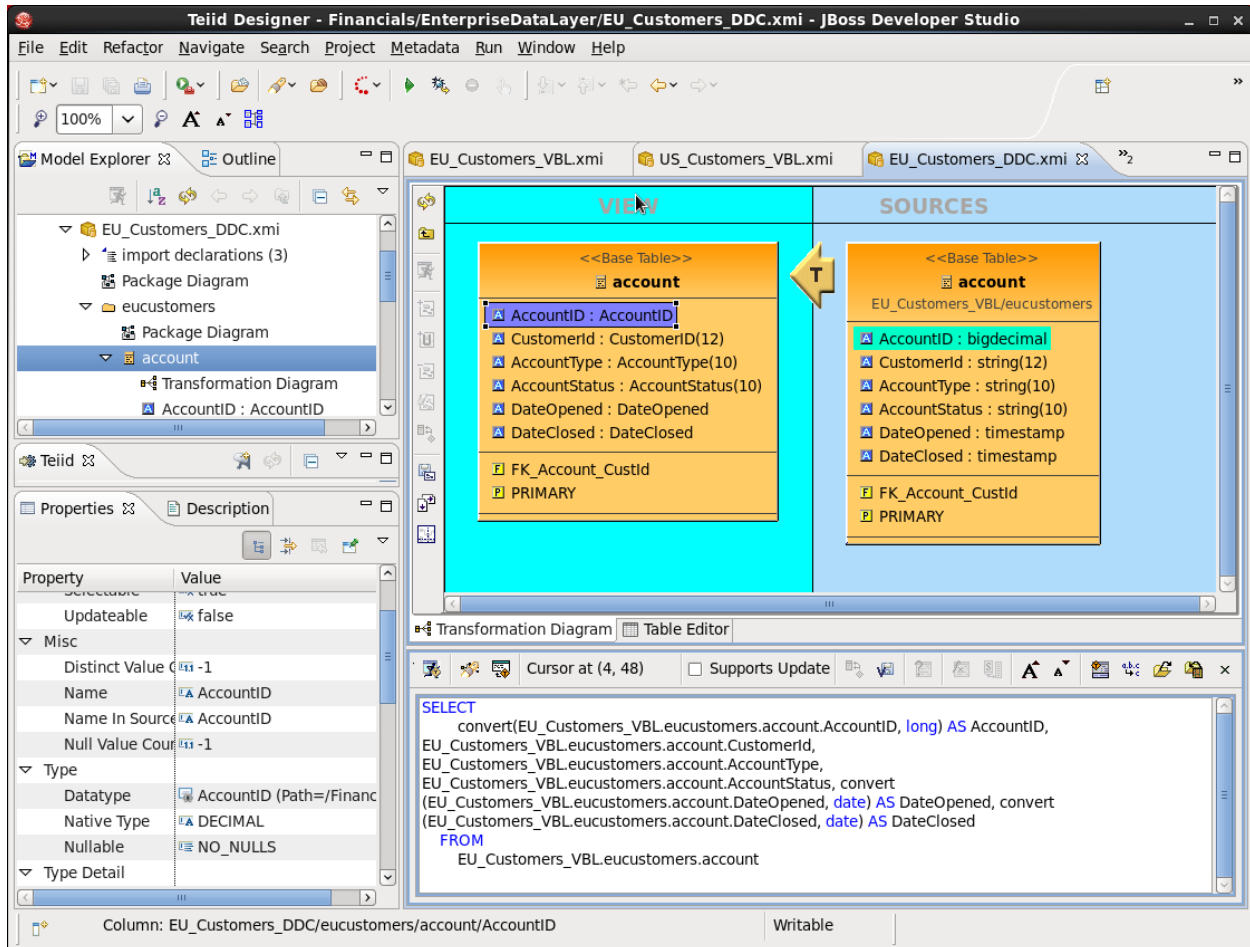 Teiid Designer - Financials/EnterpriseDataLayer/EU_Customers_DDC.xmi - JBoss Developer Studio
File Edit Refactor Navigate Search Project Metadata Run Window Help
100%
Model Explorer
Outline
EU_Customers_DDC.xmi
import declarations (3)
Package Diagram
eucustomers
Package Diagram
account
Transformation Diagram
AccountID : AccountID
Teiid
Properties
Description
Property Value
Updateable false
Misc
Distinct Value -1
Name AccountID
Name In Source AccountID
Null Value Cour -1
Type
Datatype AccountID (Path=/Financ
Native Type DECIMAL
Nullable NO_NULLS
Type Detail
EU_Customers_VBL.xmi
US_Customers_VBL.xmi
EU_Customers_DDC.xmi
»2
VIEW
<<Base Table>>
account
AccountID : AccountID
CustomerId : CustomerID(12)
AccountType : AccountType(10)
AccountStatus : AccountStatus(10)
DateOpened : DateOpened
DateClosed : DateClosed
FK_Account_CustId
PRIMARY
T
SOURCES
<<Base Table>>
account
EU_Customers_VBL/eucustomers
AccountID : bigdecimal
CustomerId : string(12)
AccountType : string(10)
AccountStatus : string(10)
DateOpened : timestamp
DateClosed : timestamp
FK_Account_CustId
PRIMARY
Transformation Diagram
Table Editor
Cursor at (4, 48)
Supports Update
SELECT
convert(EU_Customers_VBL.eucustomers.account.AccountID, long) AS AccountID,
EU_Customers_VBL.eucustomers.account.CustomerId,
EU_Customers_VBL.eucustomers.account.AccountType,
EU_Customers_VBL.eucustomers.account.AccountStatus, convert
(EU_Customers_VBL.eucustomers.account.DateOpened, date) AS DateOpened, convert
(EU_Customers_VBL.eucustomers.account.DateClosed, date) AS DateClosed
FROM
EU_Customers_VBL.eucustomers.account
Column: EU_Customers_DDC/eucustomers/account/AccountID
Writable